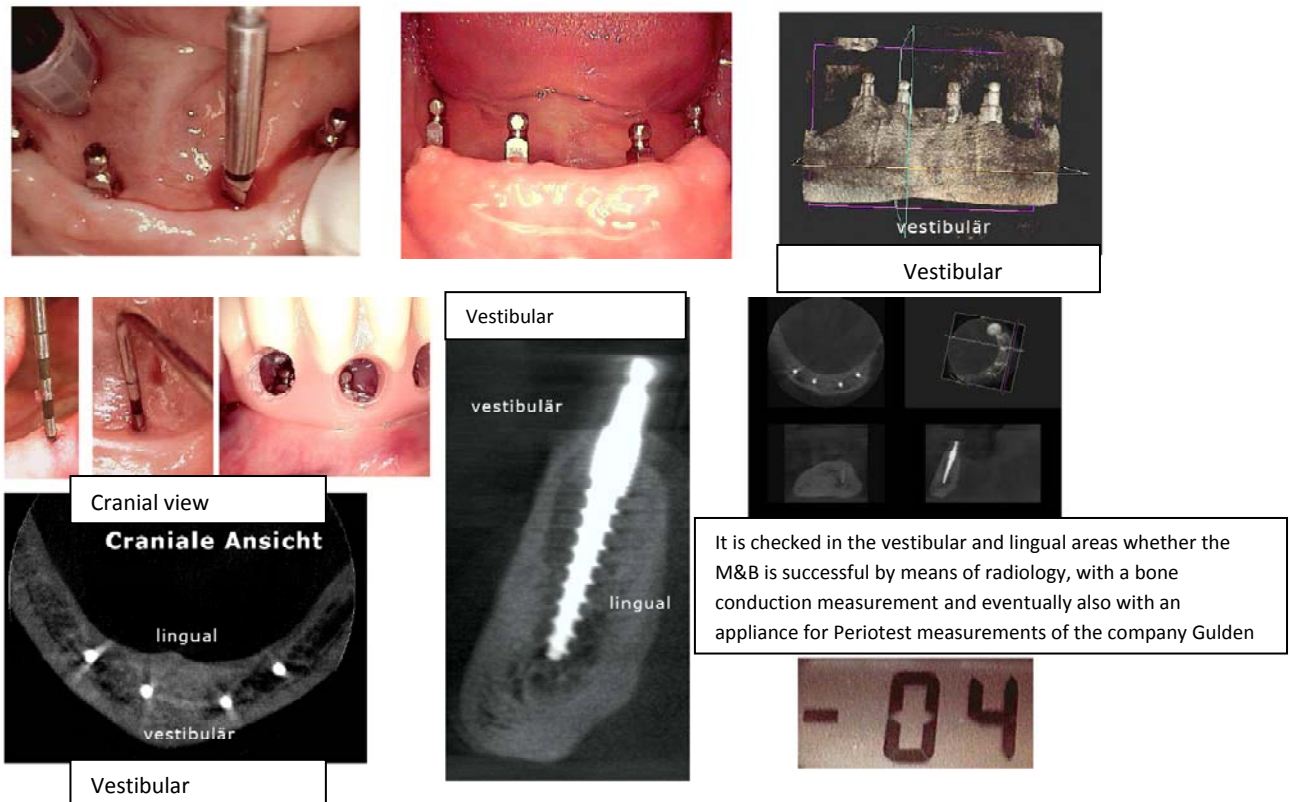 vestibulär
Vestibular
Vestibular
vestibulär
lingual
Cranial view
Craniale Ansicht
lingual
vestibulär
Vestibular
It is checked in the vestibular and lingual areas whether the
M&B is successful by means of radiology, with a bone
conduction measurement and eventually also with an
appliance for Periotest measurements of the company Gulden
- 04